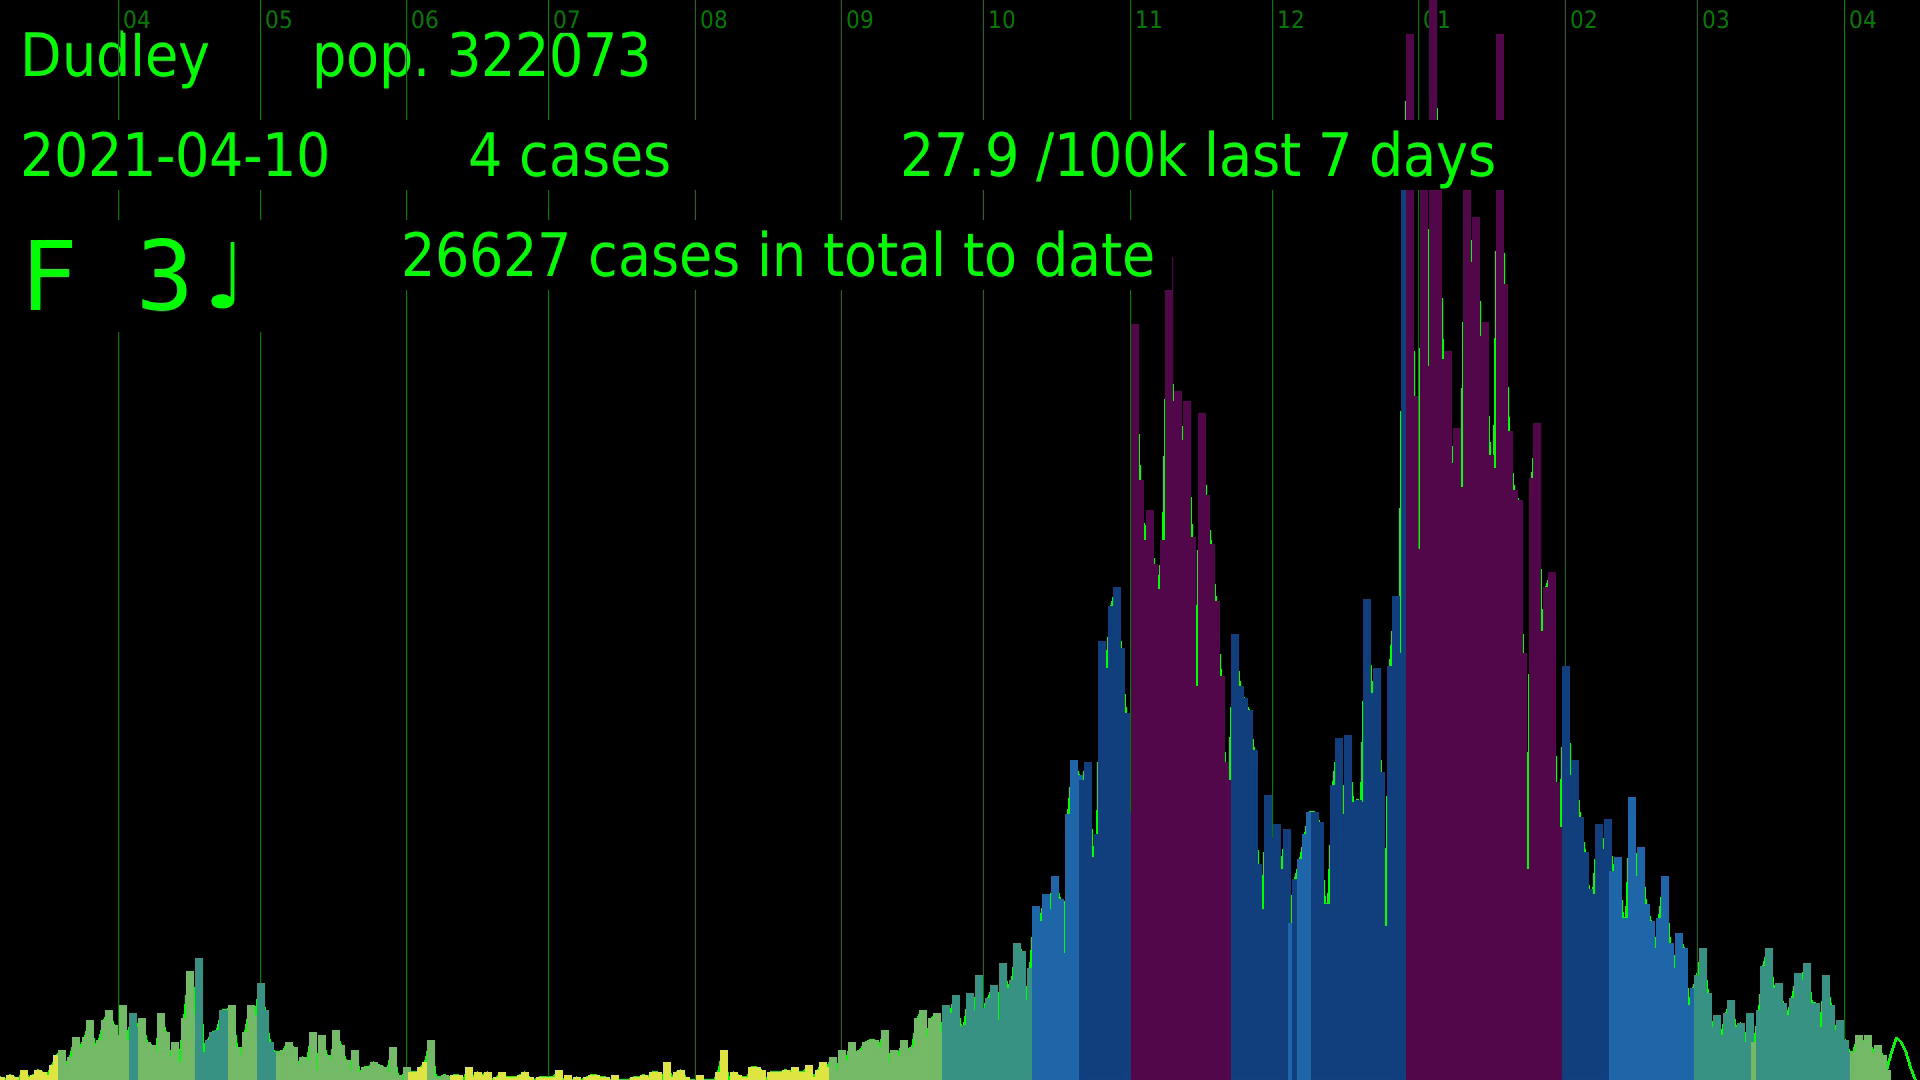 04 05 06 07 08 09 10 11 12 01 02 03 04
Dudley pop. 322073
2021-04-10 4 cases 27.9 /100k last 7 days
F 3♩ 26627 cases in total to date